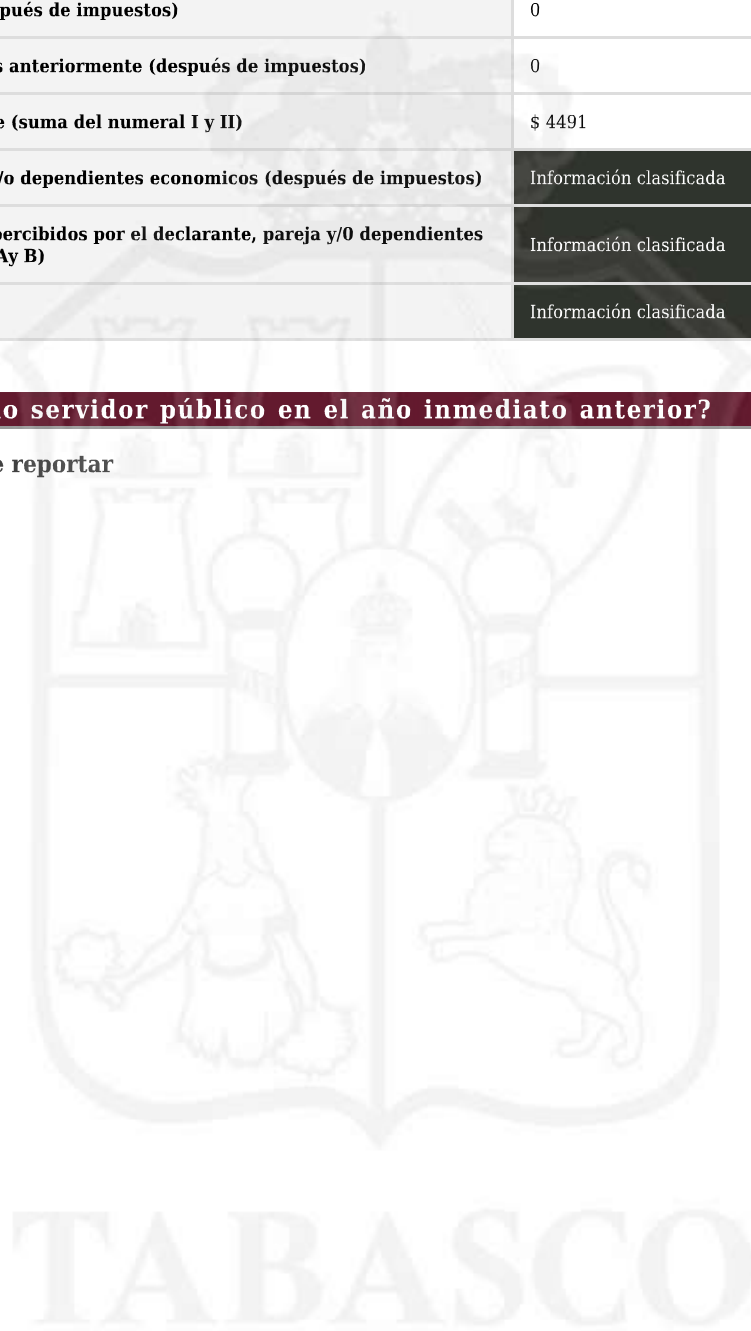 pués de impuestos)
0
s anteriormente (después de impuestos)
0
e (suma del numeral I y II)
$ 4491
/o dependientes economicos (después de impuestos)
Información clasificada
percibidos por el declarante, pareja y/0 dependientes
Ay B)
Información clasificada
Información clasificada
o servidor público en el año inmediato anterior?
e reportar
TABASCO